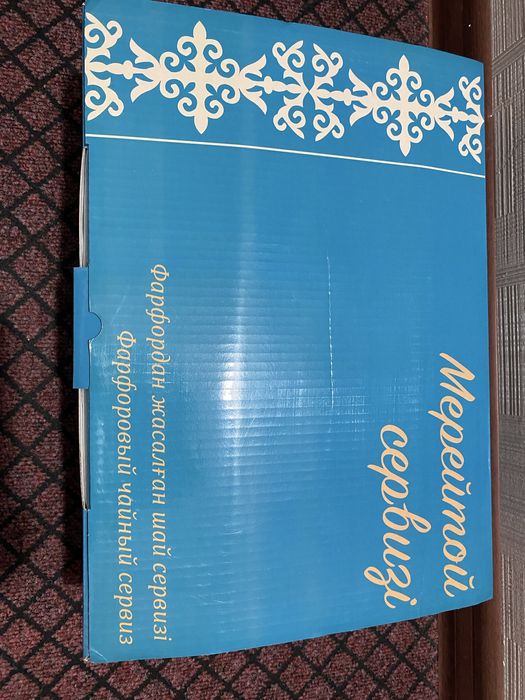 Мерейтой
сервизі
Фарфордан жасалған шай сервизі
Фарфоровый чайный сервиз